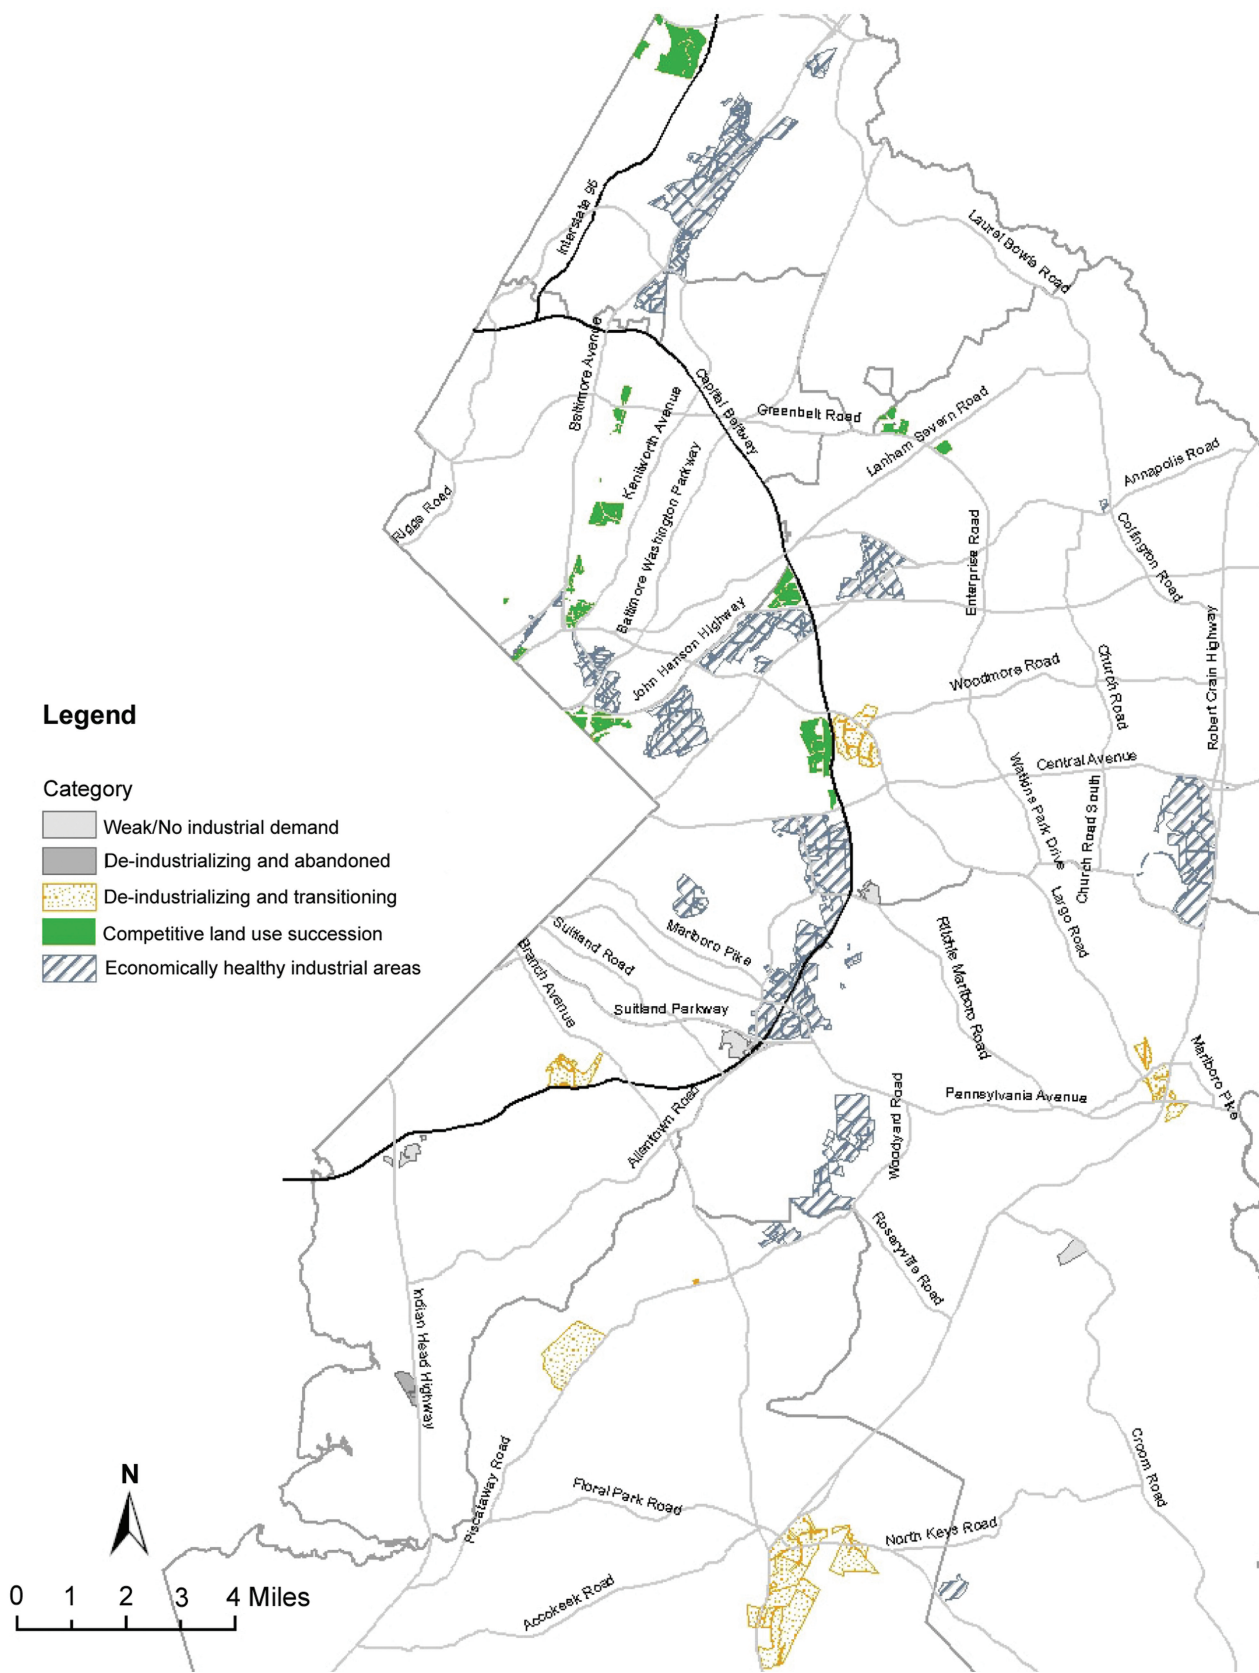 Interstate 95
Laurel Bowie Road
Baltimore Avenue
Capital Beltway
Greenbelt Road
Lanham Severn Road
Kenilworth Avenue
Annapolis Road
Riggs Road
Baltimore Washington Parkway
Enterprise Road
Collington Road
John Hanson Highway
Woodmore Road
Church Road
Robert Crain Highway
Legend
Category
Weak/No industrial demand
De-industrializing and abandoned
De-industrializing and transitioning
Competitive land use succession
Economically healthy industrial areas
Central Avenue
Watkins Park Drive
Church Road South
Largo Road
Marlboro Pike
Suitland Road
Branch Avenue
Suitland Parkway
Ritchie Marlboro Road
Marlboro Pike
Pennsylvania Avenue
Woodyard Road
Allentown Road
Rosaryville Road
Indian Head Highway
Croom Road
Piscataway Road
Floral Park Road
North Keys Road
Accokeek Road
N
0 1 2 3 4 Miles